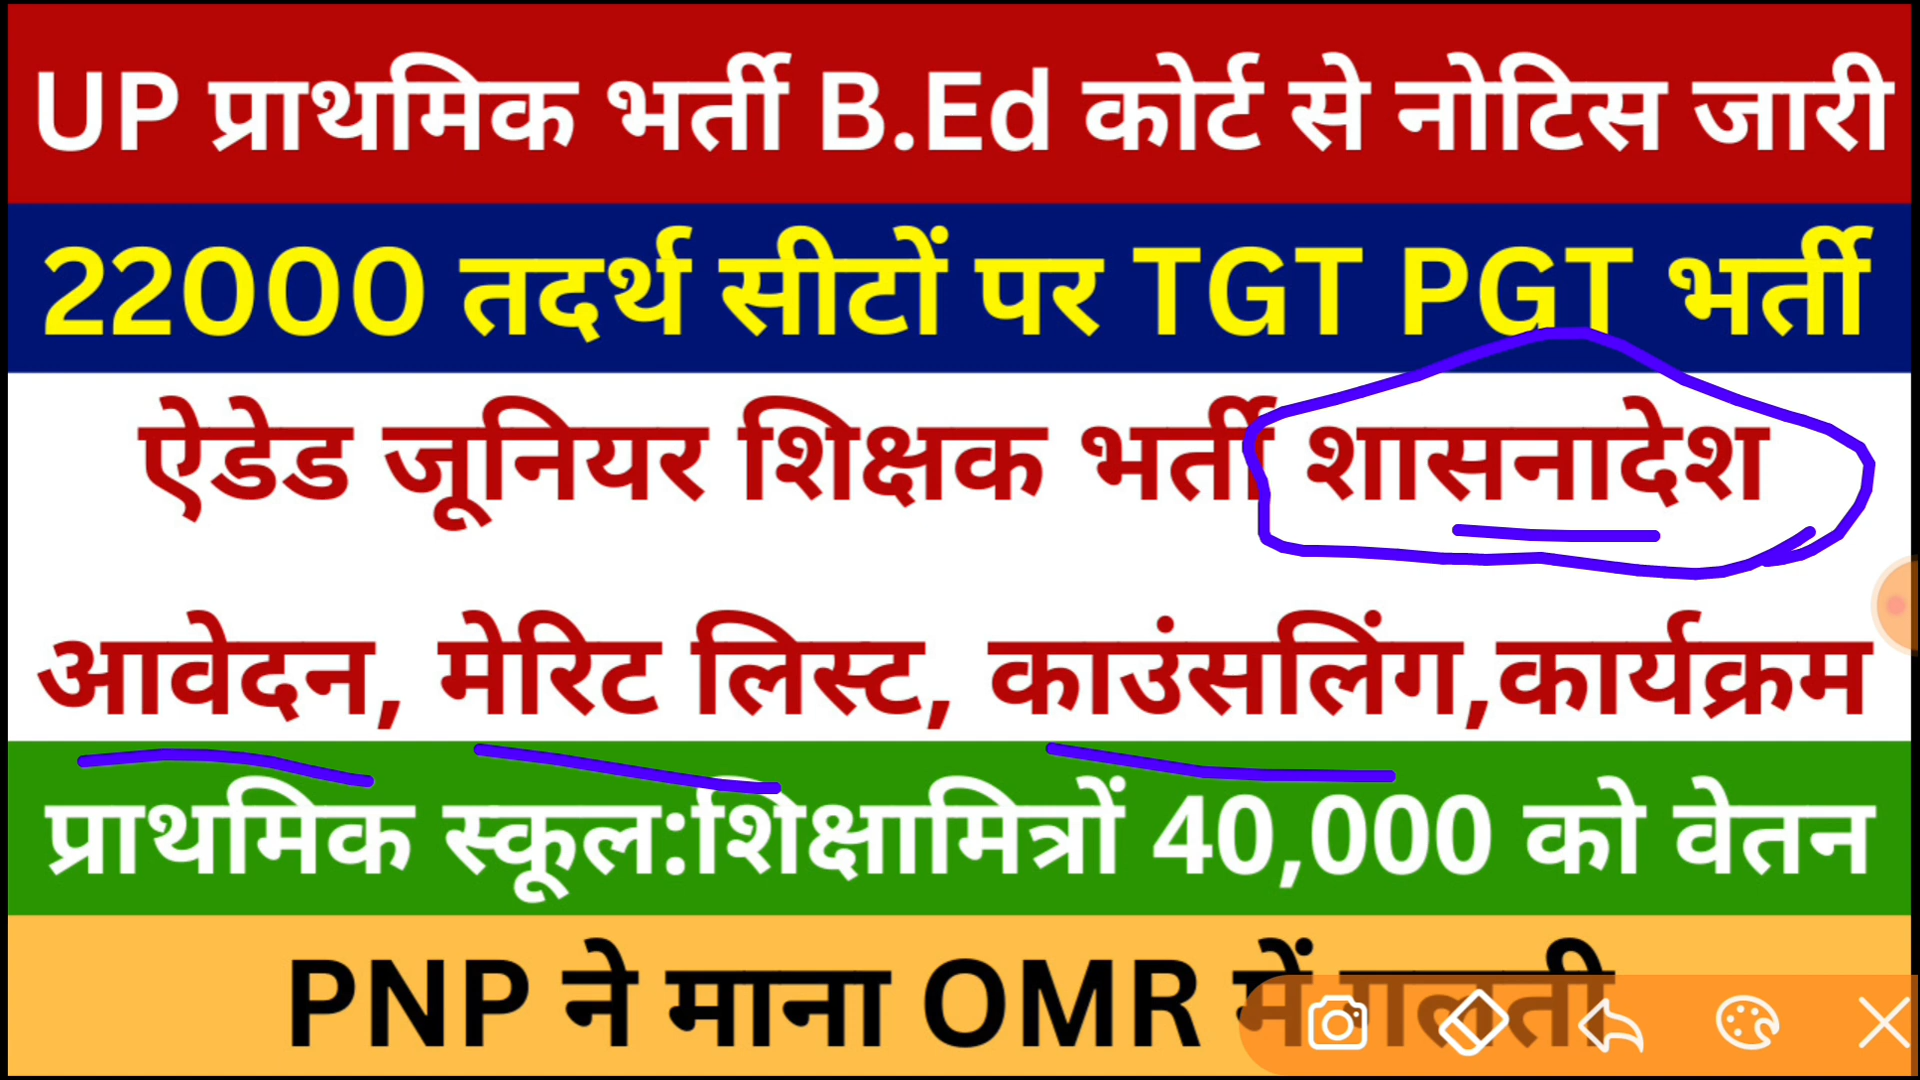 UP प्राथमिक भर्ती B.Ed कोर्ट से नोटिस जारी
22000 तदर्थ सीटों पर TGT PGT भर्ती
ऐडेड जूनियर शिक्षक भर्ती शासनादेश
आवेदन, मेरिट लिस्ट, काउंसलिंग,कार्यक्रम
प्राथमिक स्कूल:शिक्षामित्रों 40,000 को वेतन
PNP ने माना OMR में गलती